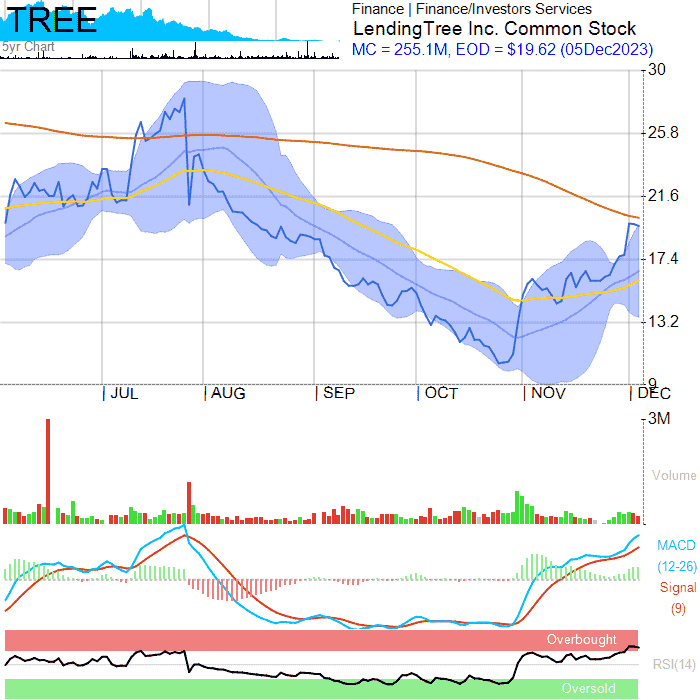 TREE
5yr Chart
Finance | Finance/Investors Services
LendingTree Inc. Common Stock
MC = 255.1M, EOD = $19.62 (05Dec2023)
30
25.8
21.6
17.4
13.2
9
JUL AUG SEP OCT NOV DEC
3M
Volume
MACD
(12-26)
Signal
(9)
Overbought
RSI(14)
Oversold